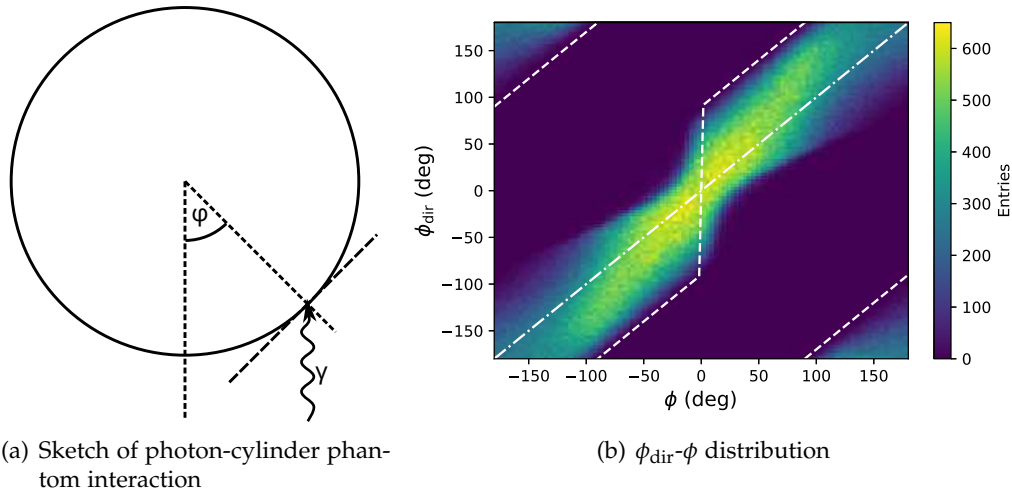 φ
γ
150
100
50
0
−50
−100
−150
ϕdir (deg)
−150 −100 −50 0 50 100 150
ϕ (deg)
600
500
400
300
200
100
0
Entries
(a) Sketch of photon-cylinder phan-
tom interaction
(b) ϕdir-ϕ distribution